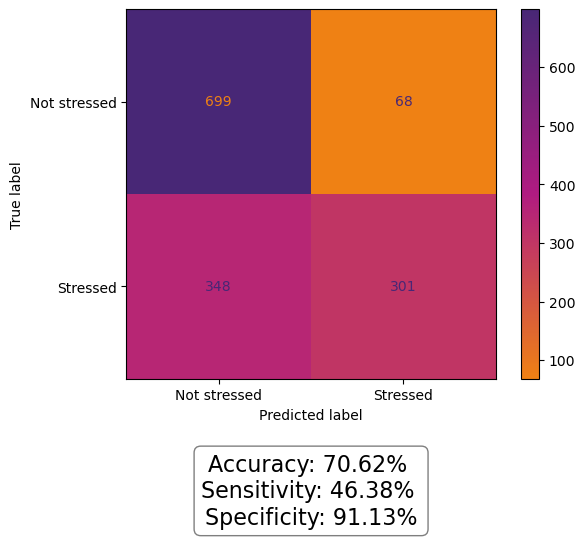 699 68
348 301
Not stressed
Stressed
True label
Not stressed Stressed
Predicted label
600
500
400
300
200
100
Accuracy: 70.62%
Sensitivity: 46.38%
Specificity: 91.13%